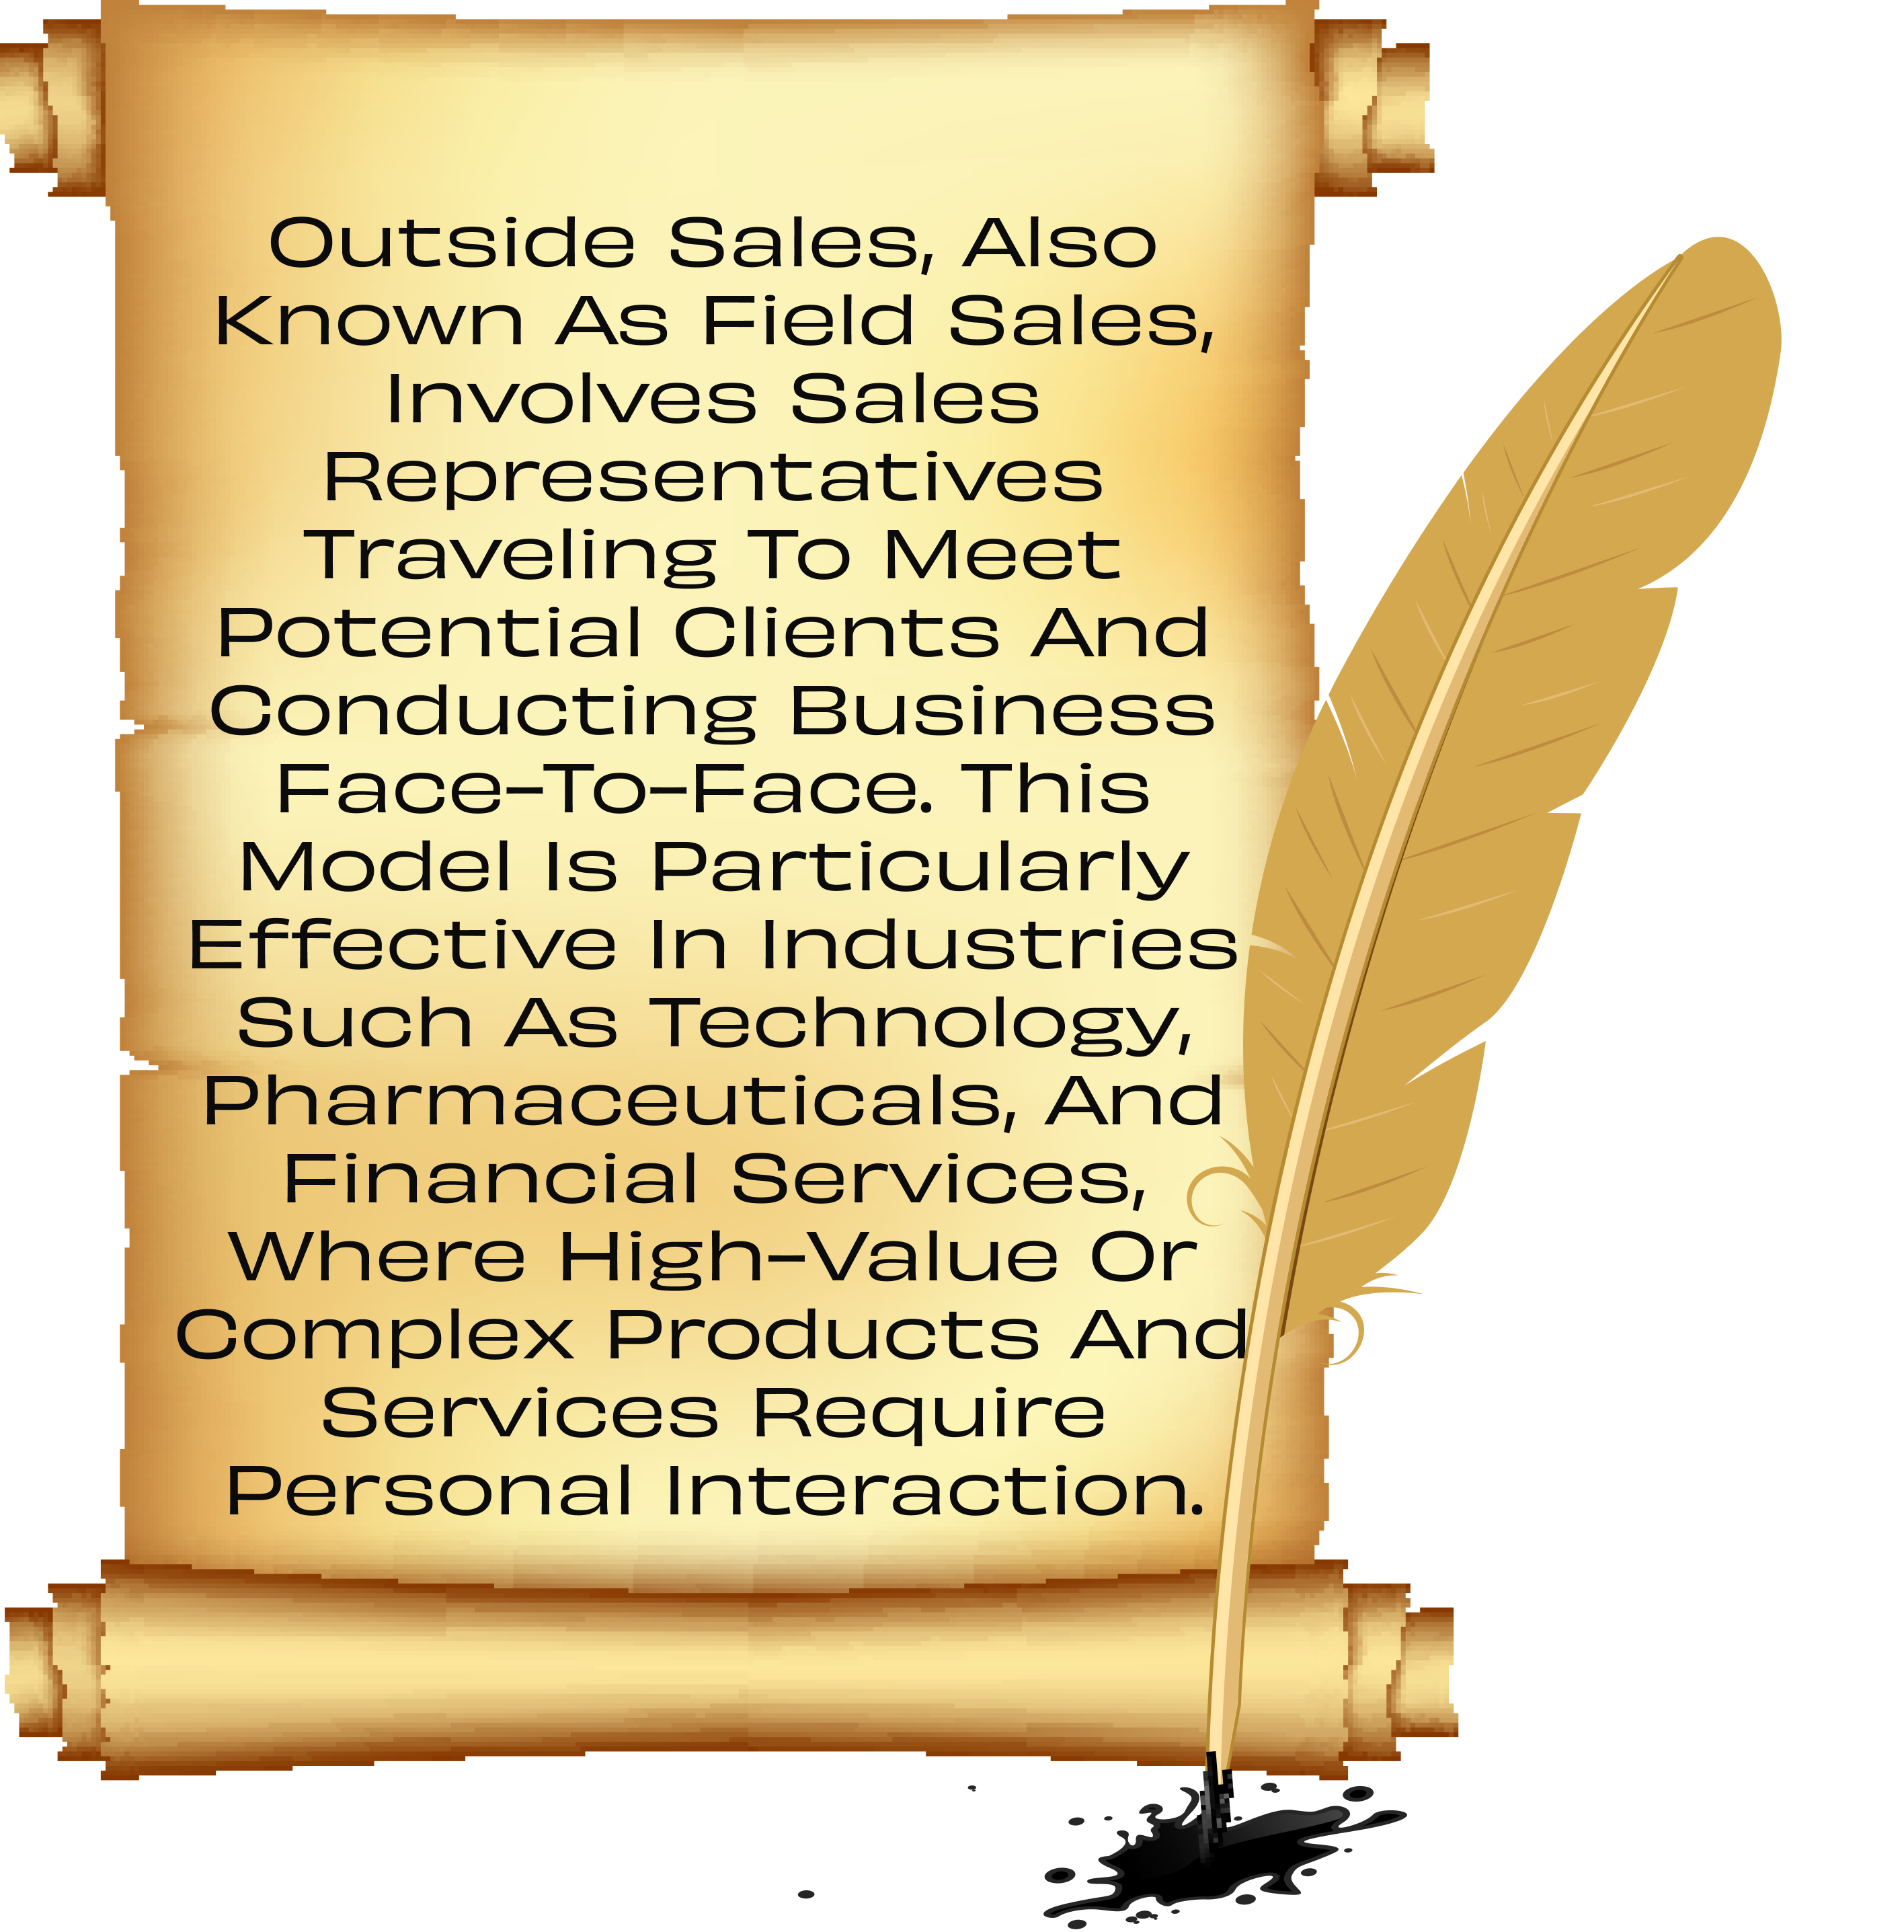 Outside Sales, Also
Known As Field Sales,
Involves Sales
Representatives
Traveling To Meet
Potential Clients And
Conducting Business
Face-To-Face. This
Model Is Particularly
Effective In Industries
Such As Technology,
Pharmaceuticals, And
Financial Services,
Where High-Value Or
Complex Products And
Services Require
Personal Interaction.